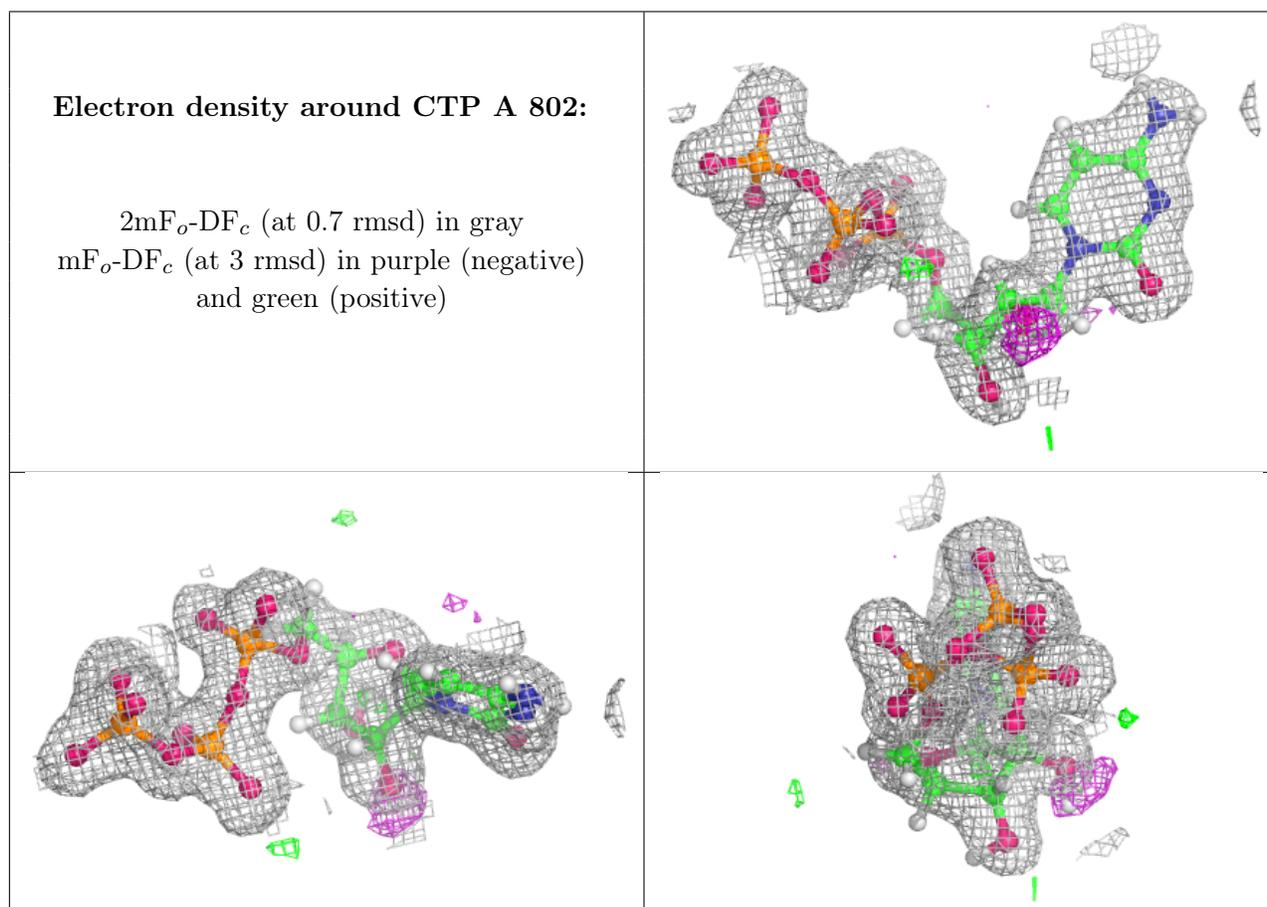 Electron density around CTP A 802:
2mFo-DFc (at 0.7 rmsd) in gray
mFo-DFc (at 3 rmsd) in purple (negative)
and green (positive)